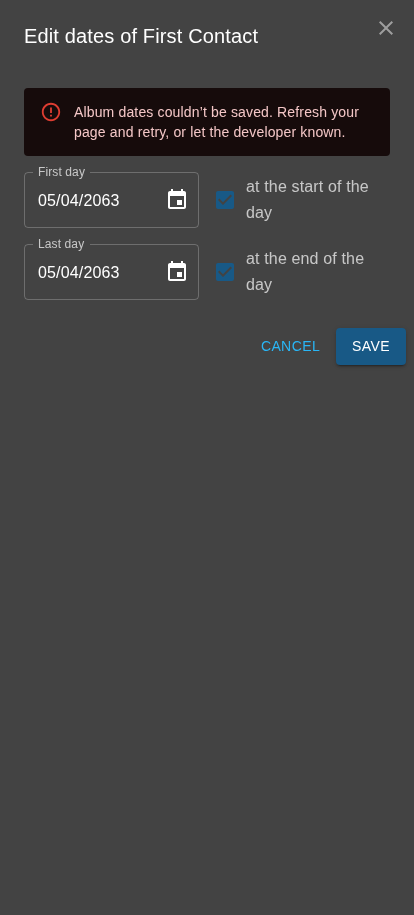 Edit dates of First Contact
Album dates couldn't be saved. Refresh your
page and retry, or let the developer known.
First day
05/04/2063
at the start of the
day
Last day
05/04/2063
at the end of the
day
CANCEL
SAVE